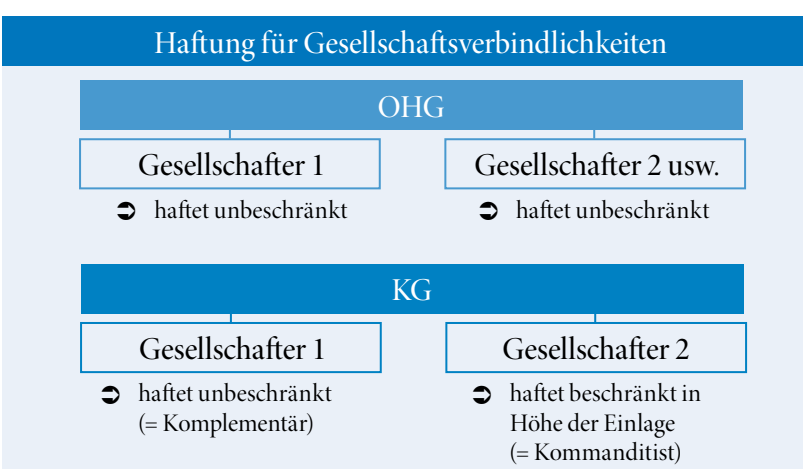 Haftung für Gesellschaftsverbindlichkeiten
OHG
Gesellschafter 1
➲ haftet unbeschränkt
Gesellschafter 2 usw.
➲ haftet unbeschränkt
KG
Gesellschafter 1
➲ haftet unbeschränkt
(= Komplementär)
Gesellschafter 2
➲ haftet beschränkt in
Höhe der Einlage
(= Kommanditist)